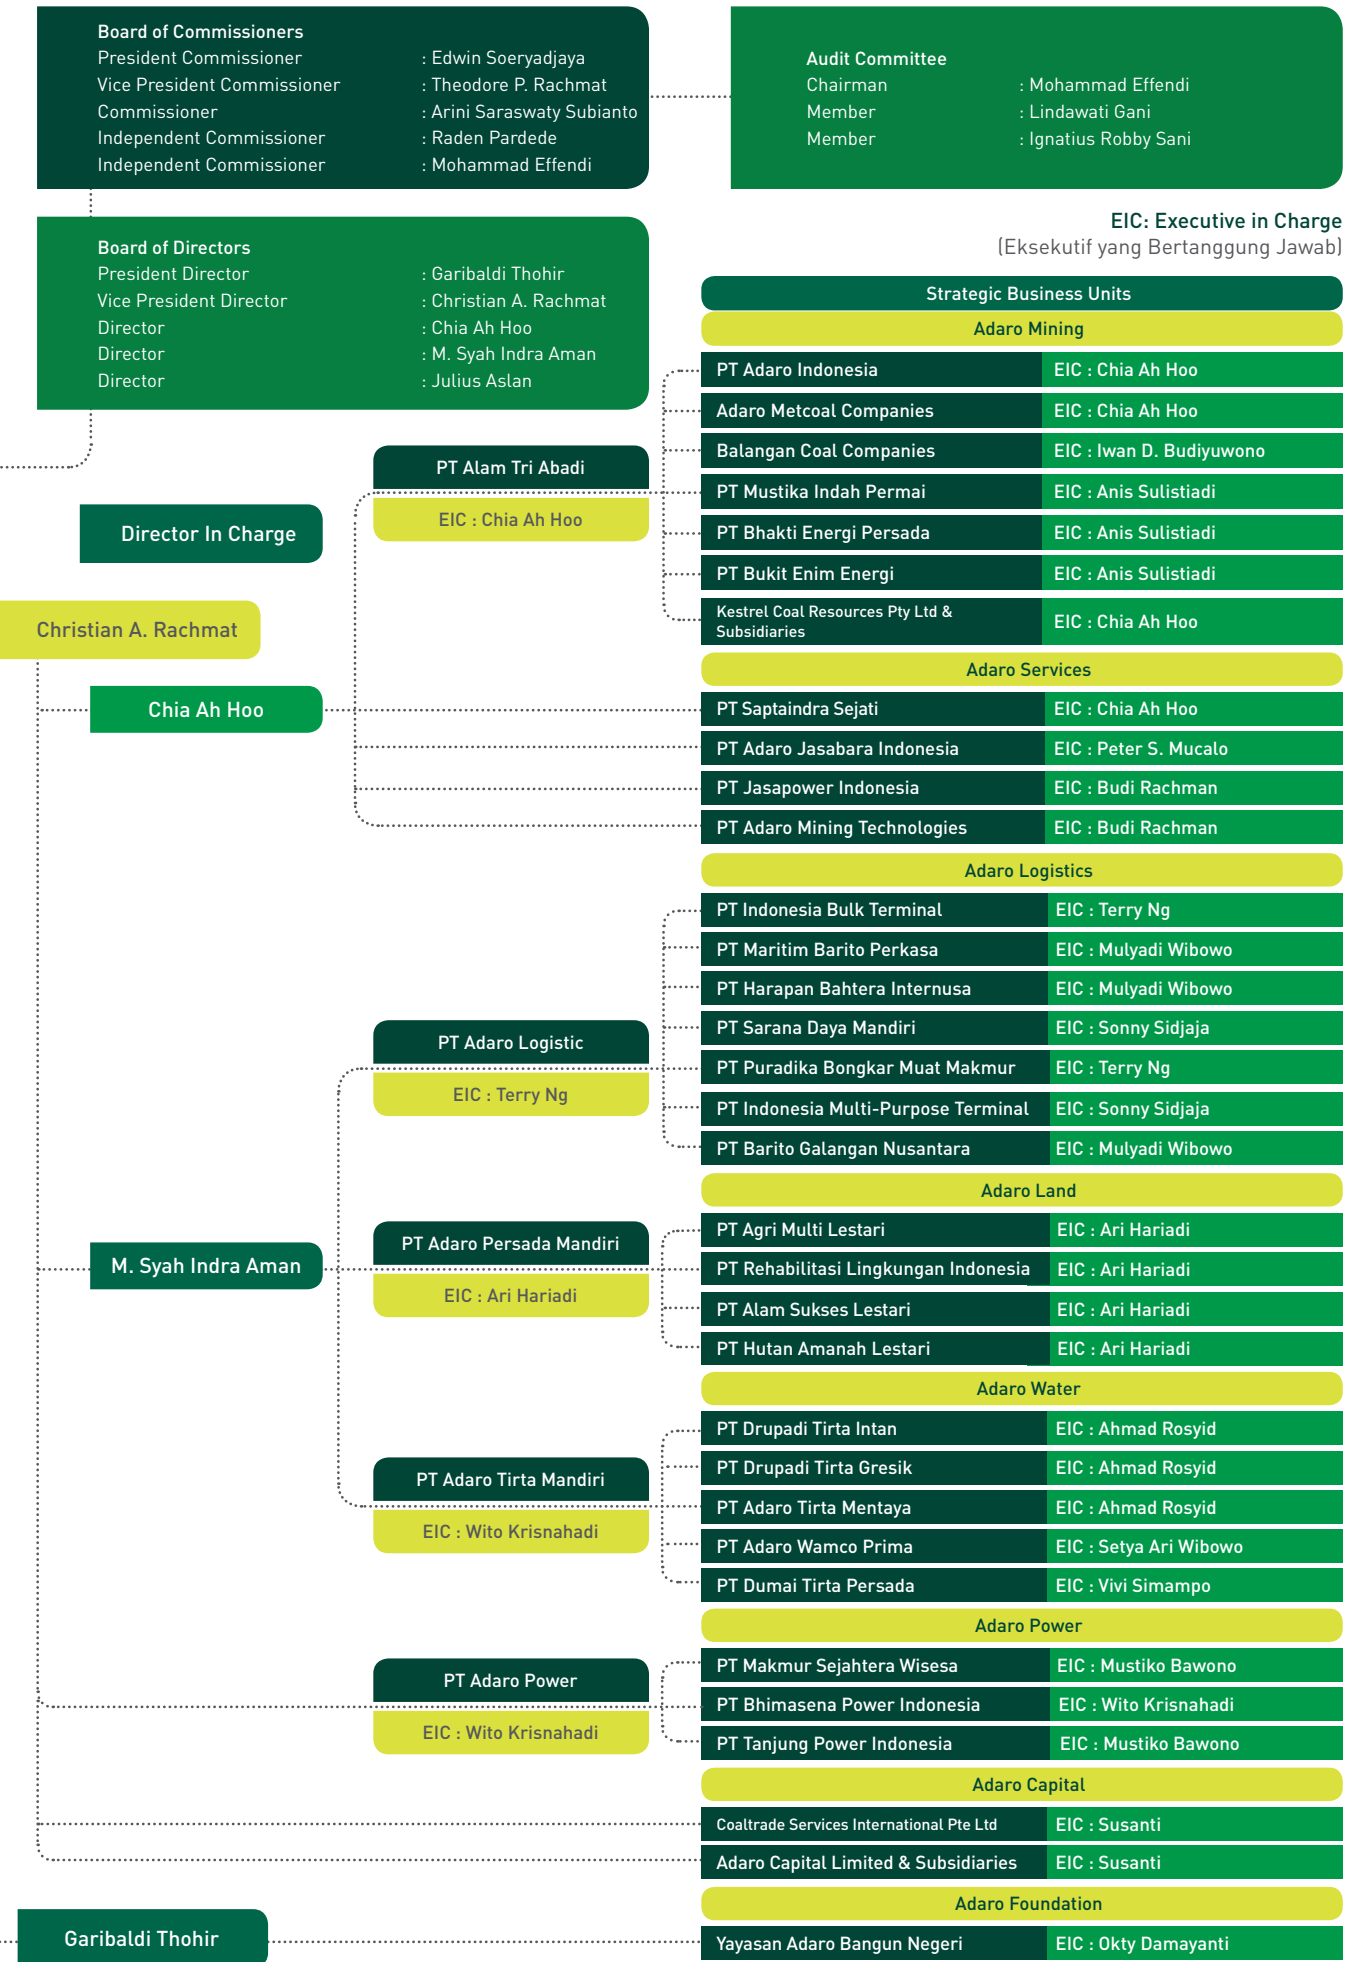 Board of Commissioners
President Commissioner : Edwin Soeryadjaya
Vice President Commissioner : Theodore P. Rachmat
Commissioner : Arini Saraswaty Subianto
Independent Commissioner : Raden Pardede
Independent Commissioner : Mohammad Effendi
Audit Committee
Chairman : Mohammad Effendi
Member : Lindawati Gani
Member : Ignatius Robby Sani
EIC: Executive in Charge
(Eksekutif yang Bertanggung Jawab)
Board of Directors
President Director : Garibaldi Thohir
Vice President Director : Christian A. Rachmat
Director : Chia Ah Hoo
Director : M. Syah Indra Aman
Director : Julius Aslan
Director In Charge
Christian A. Rachmat
Chia Ah Hoo
M. Syah Indra Aman
Garibaldi Thohir
PT Alam Tri Abadi
EIC : Chia Ah Hoo
PT Adaro Logistic
EIC : Terry Ng
PT Adaro Persada Mandiri
EIC : Ari Hariadi
PT Adaro Tirta Mandiri
EIC : Wito Krisnahadi
PT Adaro Power
EIC : Wito Krisnahadi
Strategic Business Units
Adaro Mining
PT Adaro Indonesia EIC : Chia Ah Hoo
Adaro Metcoal Companies EIC : Chia Ah Hoo
Balangan Coal Companies EIC : Iwan D. Budiyuwono
PT Mustika Indah Permai EIC : Anis Sulistiadi
PT Bhakti Energi Persada EIC : Anis Sulistiadi
PT Bukit Enim Energi EIC : Anis Sulistiadi
Kestrel Coal Resources Pty Ltd &
Subsidiaries
EIC : Chia Ah Hoo
Adaro Services
PT Saptaindra Sejati EIC : Chia Ah Hoo
PT Adaro Jasabara Indonesia EIC : Peter S. Mucalo
PT Jasapower Indonesia EIC : Budi Rachman
PT Adaro Mining Technologies EIC : Budi Rachman
Adaro Logistics
PT Indonesia Bulk Terminal EIC : Terry Ng
PT Maritim Barito Perkasa EIC : Mulyadi Wibowo
PT Harapan Bahtera Internusa EIC : Mulyadi Wibowo
PT Sarana Daya Mandiri EIC : Sonny Sidjaja
PT Puradika Bongkar Muat Makmur EIC : Terry Ng
PT Indonesia Multi-Purpose Terminal EIC : Sonny Sidjaja
PT Barito Galangan Nusantara EIC : Mulyadi Wibowo
Adaro Land
PT Agri Multi Lestari EIC : Ari Hariadi
PT Rehabilitasi Lingkungan Indonesia EIC : Ari Hariadi
PT Alam Sukses Lestari EIC : Ari Hariadi
PT Hutan Amanah Lestari EIC : Ari Hariadi
Adaro Water
PT Drupadi Tirta Intan EIC : Ahmad Rosyid
PT Drupadi Tirta Gresik EIC : Ahmad Rosyid
PT Adaro Tirta Mentaya EIC : Ahmad Rosyid
PT Adaro Wamco Prima EIC : Setya Ari Wibowo
PT Dumai Tirta Persada EIC : Vivi Simampo
Adaro Power
PT Makmur Sejahtera Wisesa EIC : Mustiko Bawono
PT Bhimasena Power Indonesia EIC : Wito Krisnahadi
PT Tanjung Power Indonesia EIC : Mustiko Bawono
Adaro Capital
Coaltrade Services International Pte Ltd EIC : Susanti
Adaro Capital Limited & Subsidiaries EIC : Susanti
Adaro Foundation
Yayasan Adaro Bangun Negeri EIC : Okty Damayanti